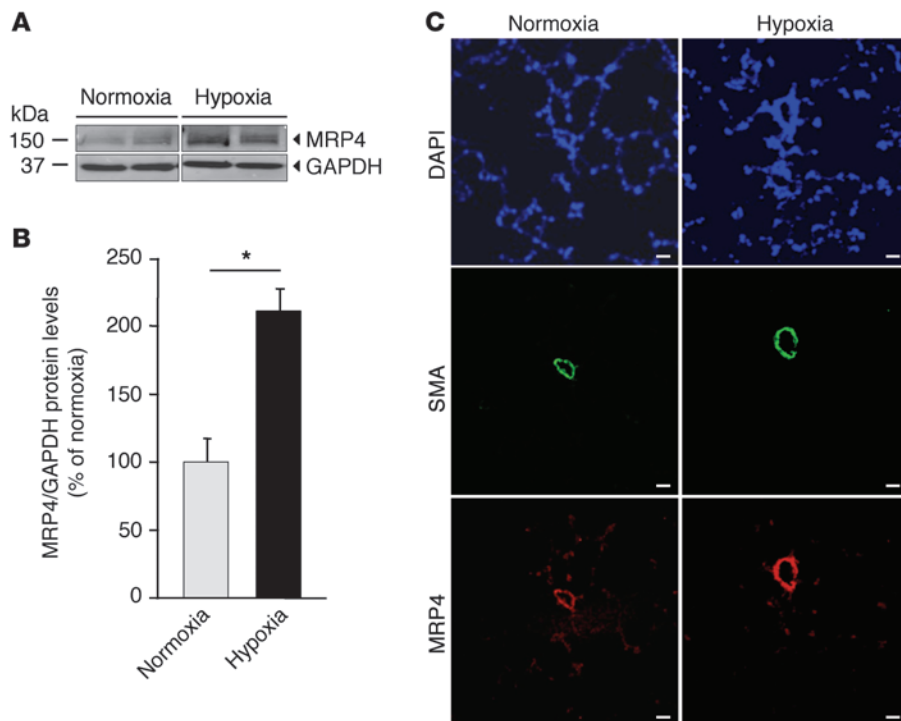 A
Normoxia Hypoxia
kDa
150 MRP4
37 GAPDH
B
MRP4/GAPDH protein levels
(% of normoxia)
250
*
200
150
100
50
0
Normoxia
Hypoxia
C
Normoxia Hypoxia
DAPI
SMA
MRP4